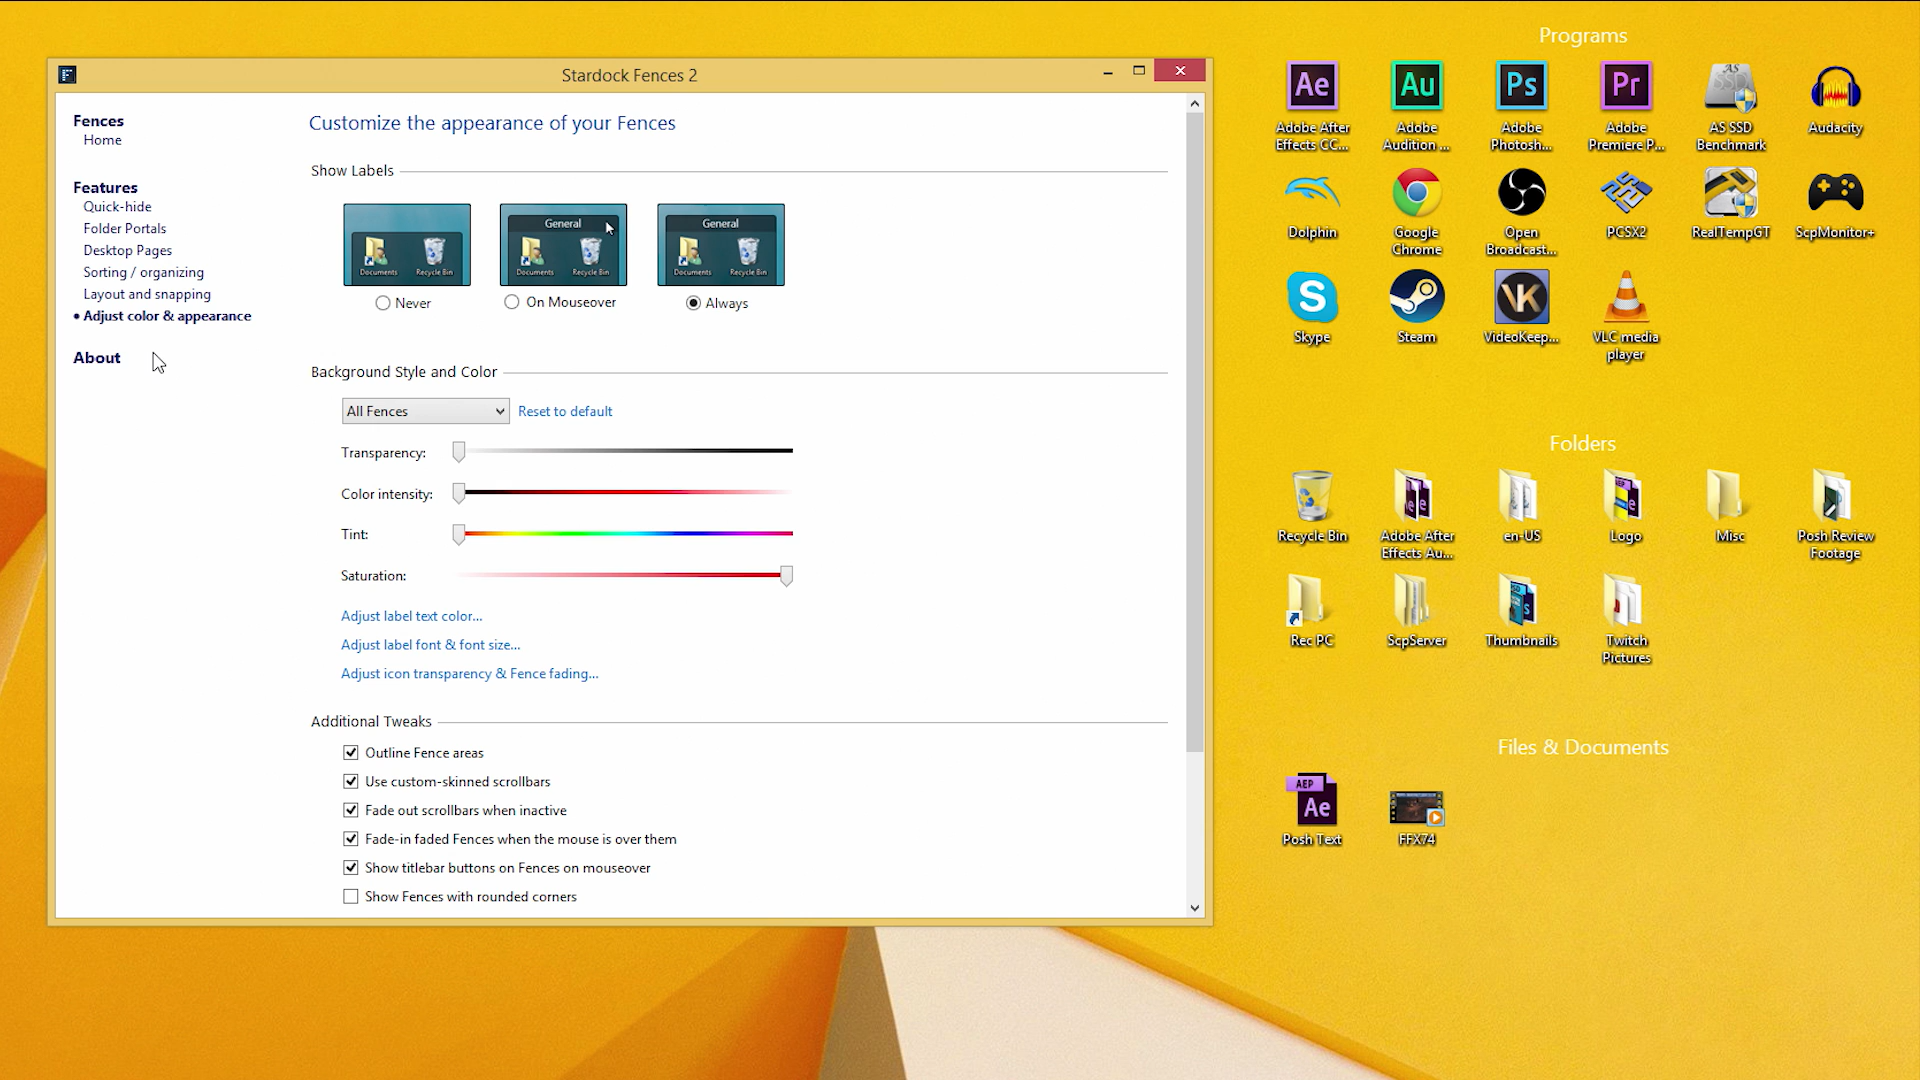 Stardock Fences 2
Fences
Home
Features
Quick-hide
Folder Portals
Desktop Pages
Sorting / organizing
Layout and snapping
• Adjust color & appearance
About
Customize the appearance of your Fences
Show Labels
Documents
Recycle Bin
General
Documents
Recycle Bin
General
Documents
Recycle Bin
Never
On Mouseover
Always
Background Style and Color
All Fences
Reset to default
Transparency:
Color intensity:
Tint:
Saturation:
Adjust label text color...
Adjust label font & font size...
Adjust icon transparency & Fence fading...
Additional Tweaks
Outline Fence areas
Use custom-skinned scrollbars
Fade out scrollbars when inactive
Fade-in faded Fences when the mouse is over them
Show titlebar buttons on Fences on mouseover
Show Fences with rounded corners
Programs
Ae
Au
Ps
Pr
AS
SSD
Adobe After
Effects CC...
Adobe
Audition ...
Adobe
Photosh...
Adobe
Premiere P...
AS SSD
Benchmark
Audacity
Dolphin
Google
Chrome
Open
Broadcast...
PCSX2
RealTempGT
ScpMonitor+
S
VK
Skype
Steam
VideoKeep...
VLC media
player
Folders
Recycle Bin
Adobe After
Effects Au...
en-US
Logo
Misc
Posh Review
Footage
Rec PC
ScpServer
Thumbnails
Twitch
Pictures
Files & Documents
AEP
Ae
Posh Text
FFX74